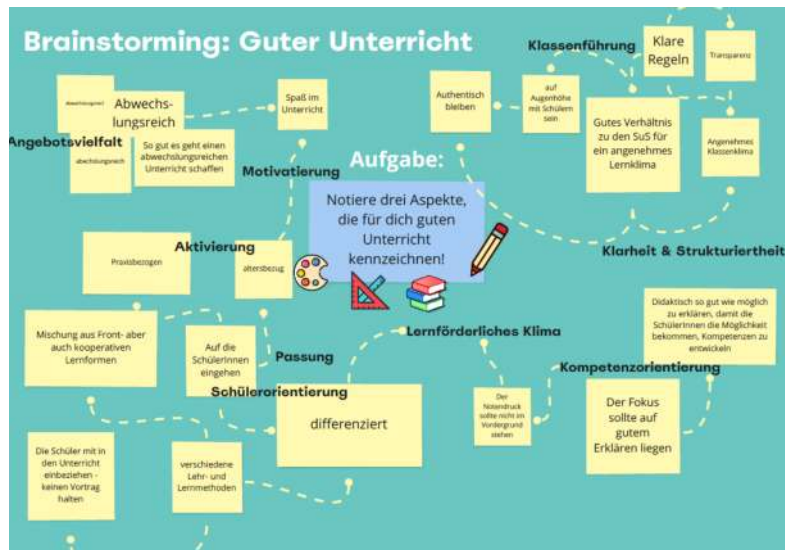 Brainstorming: Guter Unterricht
abwechslungsreich
Abwechs-
lungsreich
Angebotsvielfalt
abwechslungsreich
So gut es geht einen
abwechslungsreichen
Unterricht schaffen
Spaß im
Unterricht
Motivatierung
Authentisch
bleiben
auf
Augenhöhe
mit Schülern
sein
Klassenführung
Klare
Regeln
Transparenz
Gutes Verhältnis
zu den SuS für
ein angenehmes
Lernklima
Angenehmes
Klassenklima
Klarheit & Strukturiertheit
Aufgabe:
Notiere drei Aspekte,
die für dich guten
Unterricht
kennzeichnen!
Aktivierung
Praxisbezogen
altersbezug
Mischung aus Front- aber
auch kooperativen
Lernformen
Auf die
SchülerInnen
eingehen
Passung
Schülerorientierung
differenziert
Lernförderliches Klima
Der
Notendruck
sollte nicht im
Vordergrund
stehen
Didaktisch so gut wie möglich
zu erklären, damit die
SchülerInnen die Möglichkeit
bekommen, Kompetenzen zu
entwickeln
Kompetenzorientierung
Der Fokus
sollte auf
gutem
Erklären liegen
Die Schüler mit in
den Unterricht
einbeziehen -
keinen Vortrag
halten
verschiedene
Lehr- und
Lernmethoden